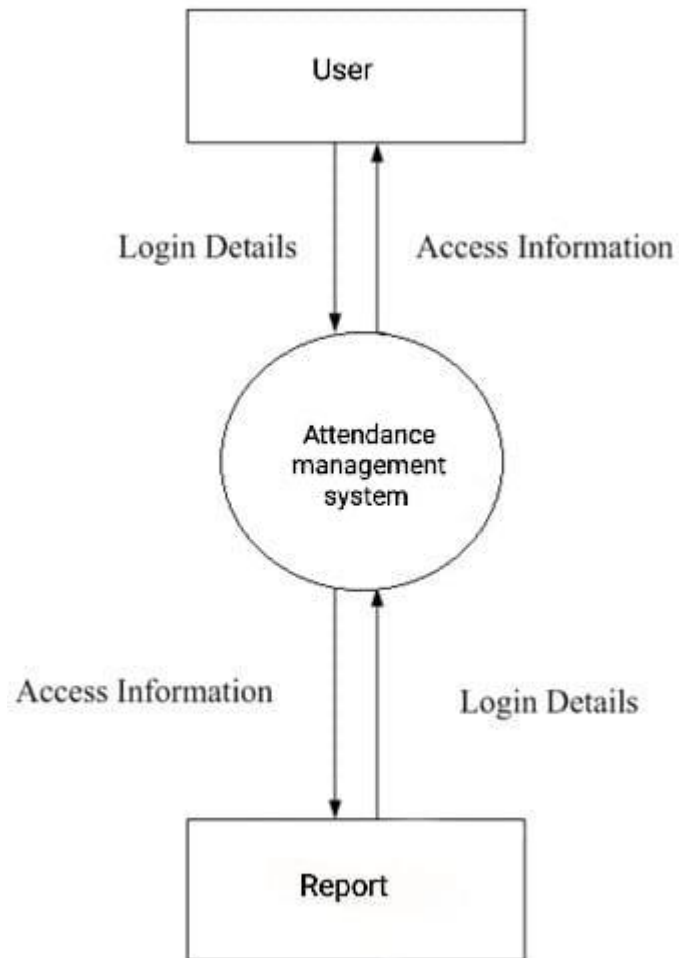 User
Login Details
Access Information
Attendance
management
system
Access Information
Login Details
Report